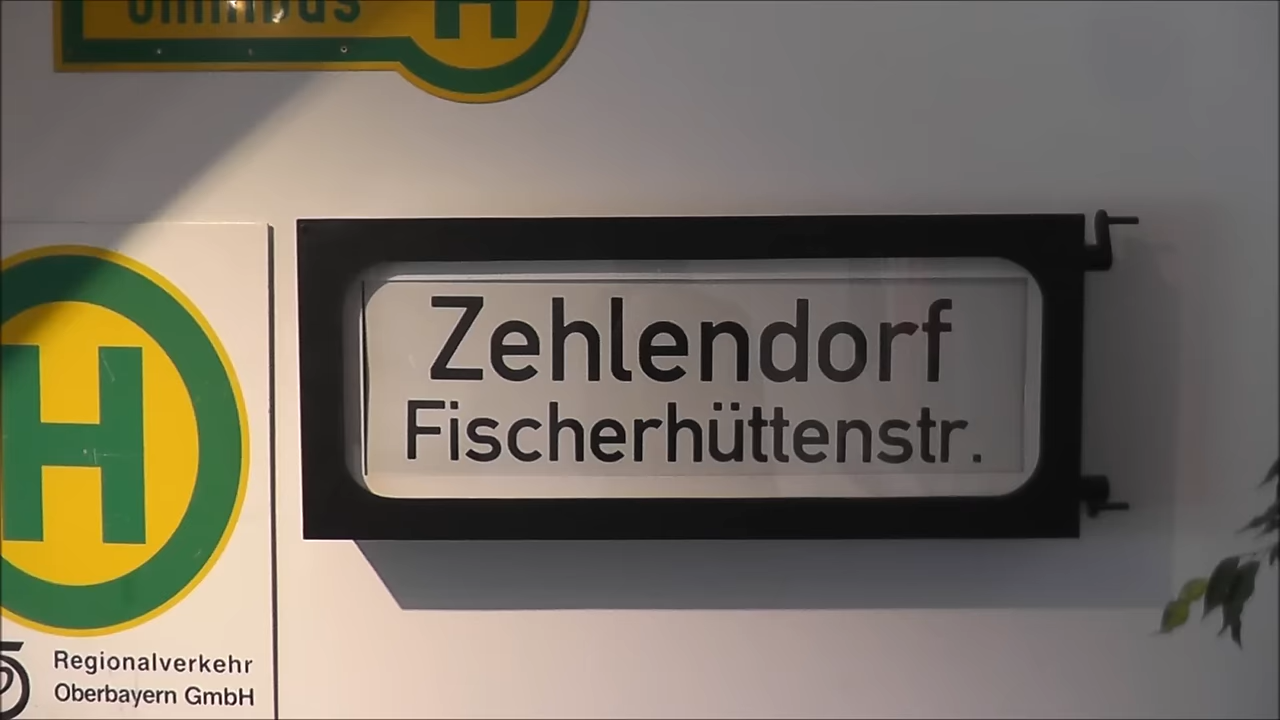 omnibus
H
Zehlendorf
Fischerhüttenstr.
H
Regionalverkehr
Oberbayern GmbH